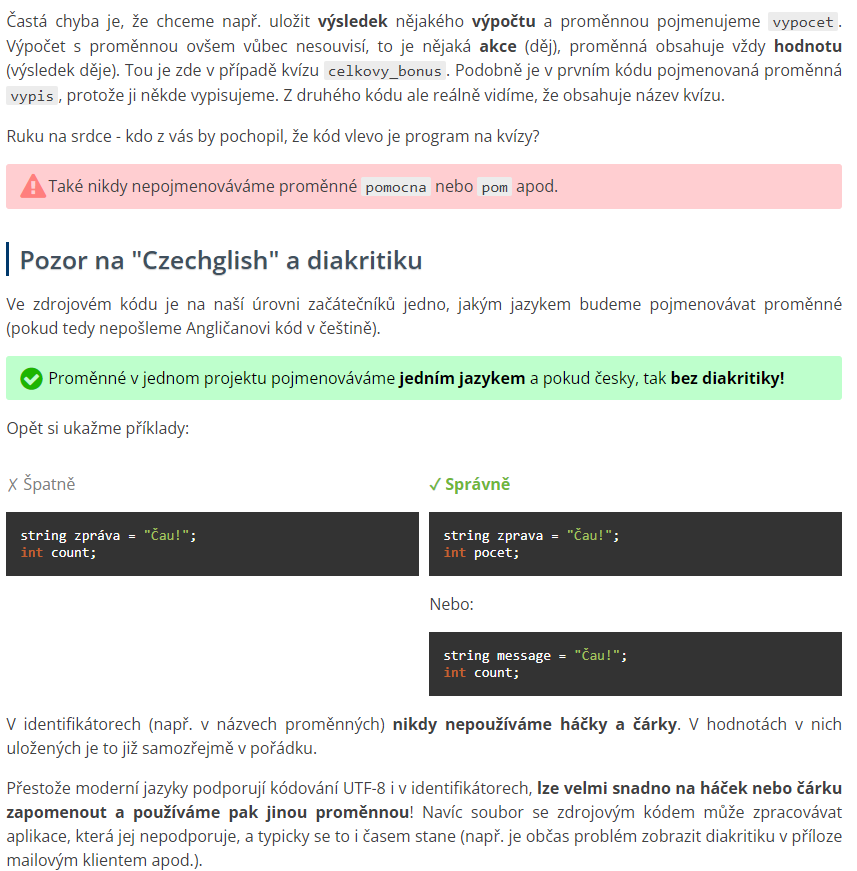 Častá chyba je, že chceme např. uložit výsledek nějakého výpočtu a proměnnou pojmenujeme vypocet.
Výpočet s proměnnou ovšem vůbec nesouvisí, to je nějaká akce (děj), proměnná obsahuje vždy hodnotu
(výsledek děje). Tou je zde v případě kvízu celkovy_bonus. Podobně je v prvním kódu pojmenovaná proměnná
vypis, protože ji někde vypisujeme. Z druhého kódu ale reálně vidíme, že obsahuje název kvízu.
Ruku na srdce - kdo z vás by pochopil, že kód vlevo je program na kvízy?
Také nikdy nepojmenováváme proměnné pomocna nebo pom apod.
Pozor na "Czechglish" a diakritiku
Ve zdrojovém kódu je na naší úrovni začátečníků jedno, jakým jazykem budeme pojmenovávat proměnné
(pokud tedy nepošleme Angličanovi kód v češtině).
Proměnné v jednom projektu pojmenováváme jedním jazykem a pokud česky, tak bez diakritiky!
Opět si ukažme příklady:
✗ Špatně
string zpráva = "Čau!";
int count;
✓ Správně
string zprava = "Čau!";
int pocet;
Nebo:
string message = "Čau!";
int count;
V identifikátorech (např. v názvech proměnných) nikdy nepoužíváme háčky a čárky. V hodnotách v nich
uložených je to již samozřejmě v pořádku.
Přestože moderní jazyky podporují kódování UTF-8 i v identifikátorech, lze velmi snadno na háček nebo čárku
zapomenout a používáme pak jinou proměnnou! Navíc soubor se zdrojovým kódem může zpracovávat
aplikace, která jej nepodporuje, a typicky se to i časem stane (např. je občas problém zobrazit diakritiku v příloze
mailovým klientem apod.).